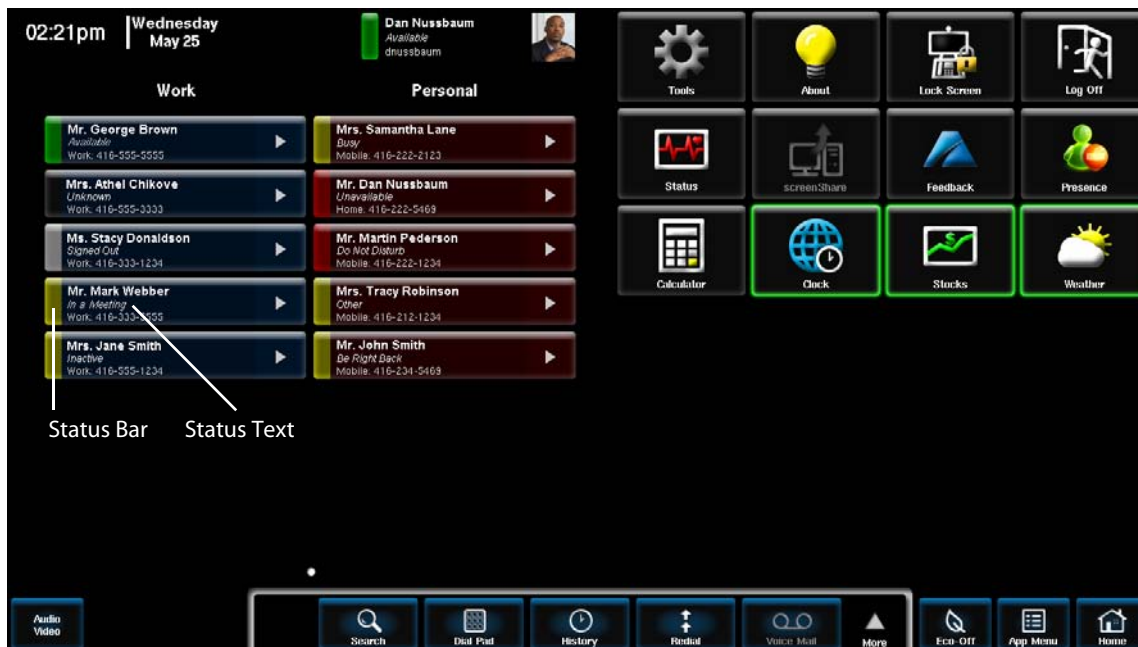 02:21pm
Wednesday
May 25
Dan Nussbaum
Available
dnussbaum
Work
Personal
Mr. George Brown
Available
Work: 416-555-5555
Mrs. Athel Chikove
Unknown
Work: 416-555-3333
Ms. Stacy Donaldson
Signed Out
Work: 416-333-1234
Mr. Mark Webber
In a Meeting
Work: 416-333-5555
Mrs. Jane Smith
Inactive
Work: 416-555-1234
Mrs. Samantha Lane
Busy
Mobile: 416-222-2123
Mr. Dan Nussbaum
Unavailable
Home: 416-222-5469
Mr. Martin Pederson
Do Not Disturb
Mobile: 416-222-1234
Mrs. Tracy Robinson
Other
Mobile: 416-212-1234
Mr. John Smith
Be Right Back
Mobile: 416-234-5469
Status Bar
Status Text
Tools
About
Lock Screen
Log Off
Status
screenShare
Feedback
Presence
Calculator
Clock
Stocks
Weather
Audio
Video
Search
Dial Pad
History
Redial
Voice Mail
More
Eco-Off
App Menu
Home